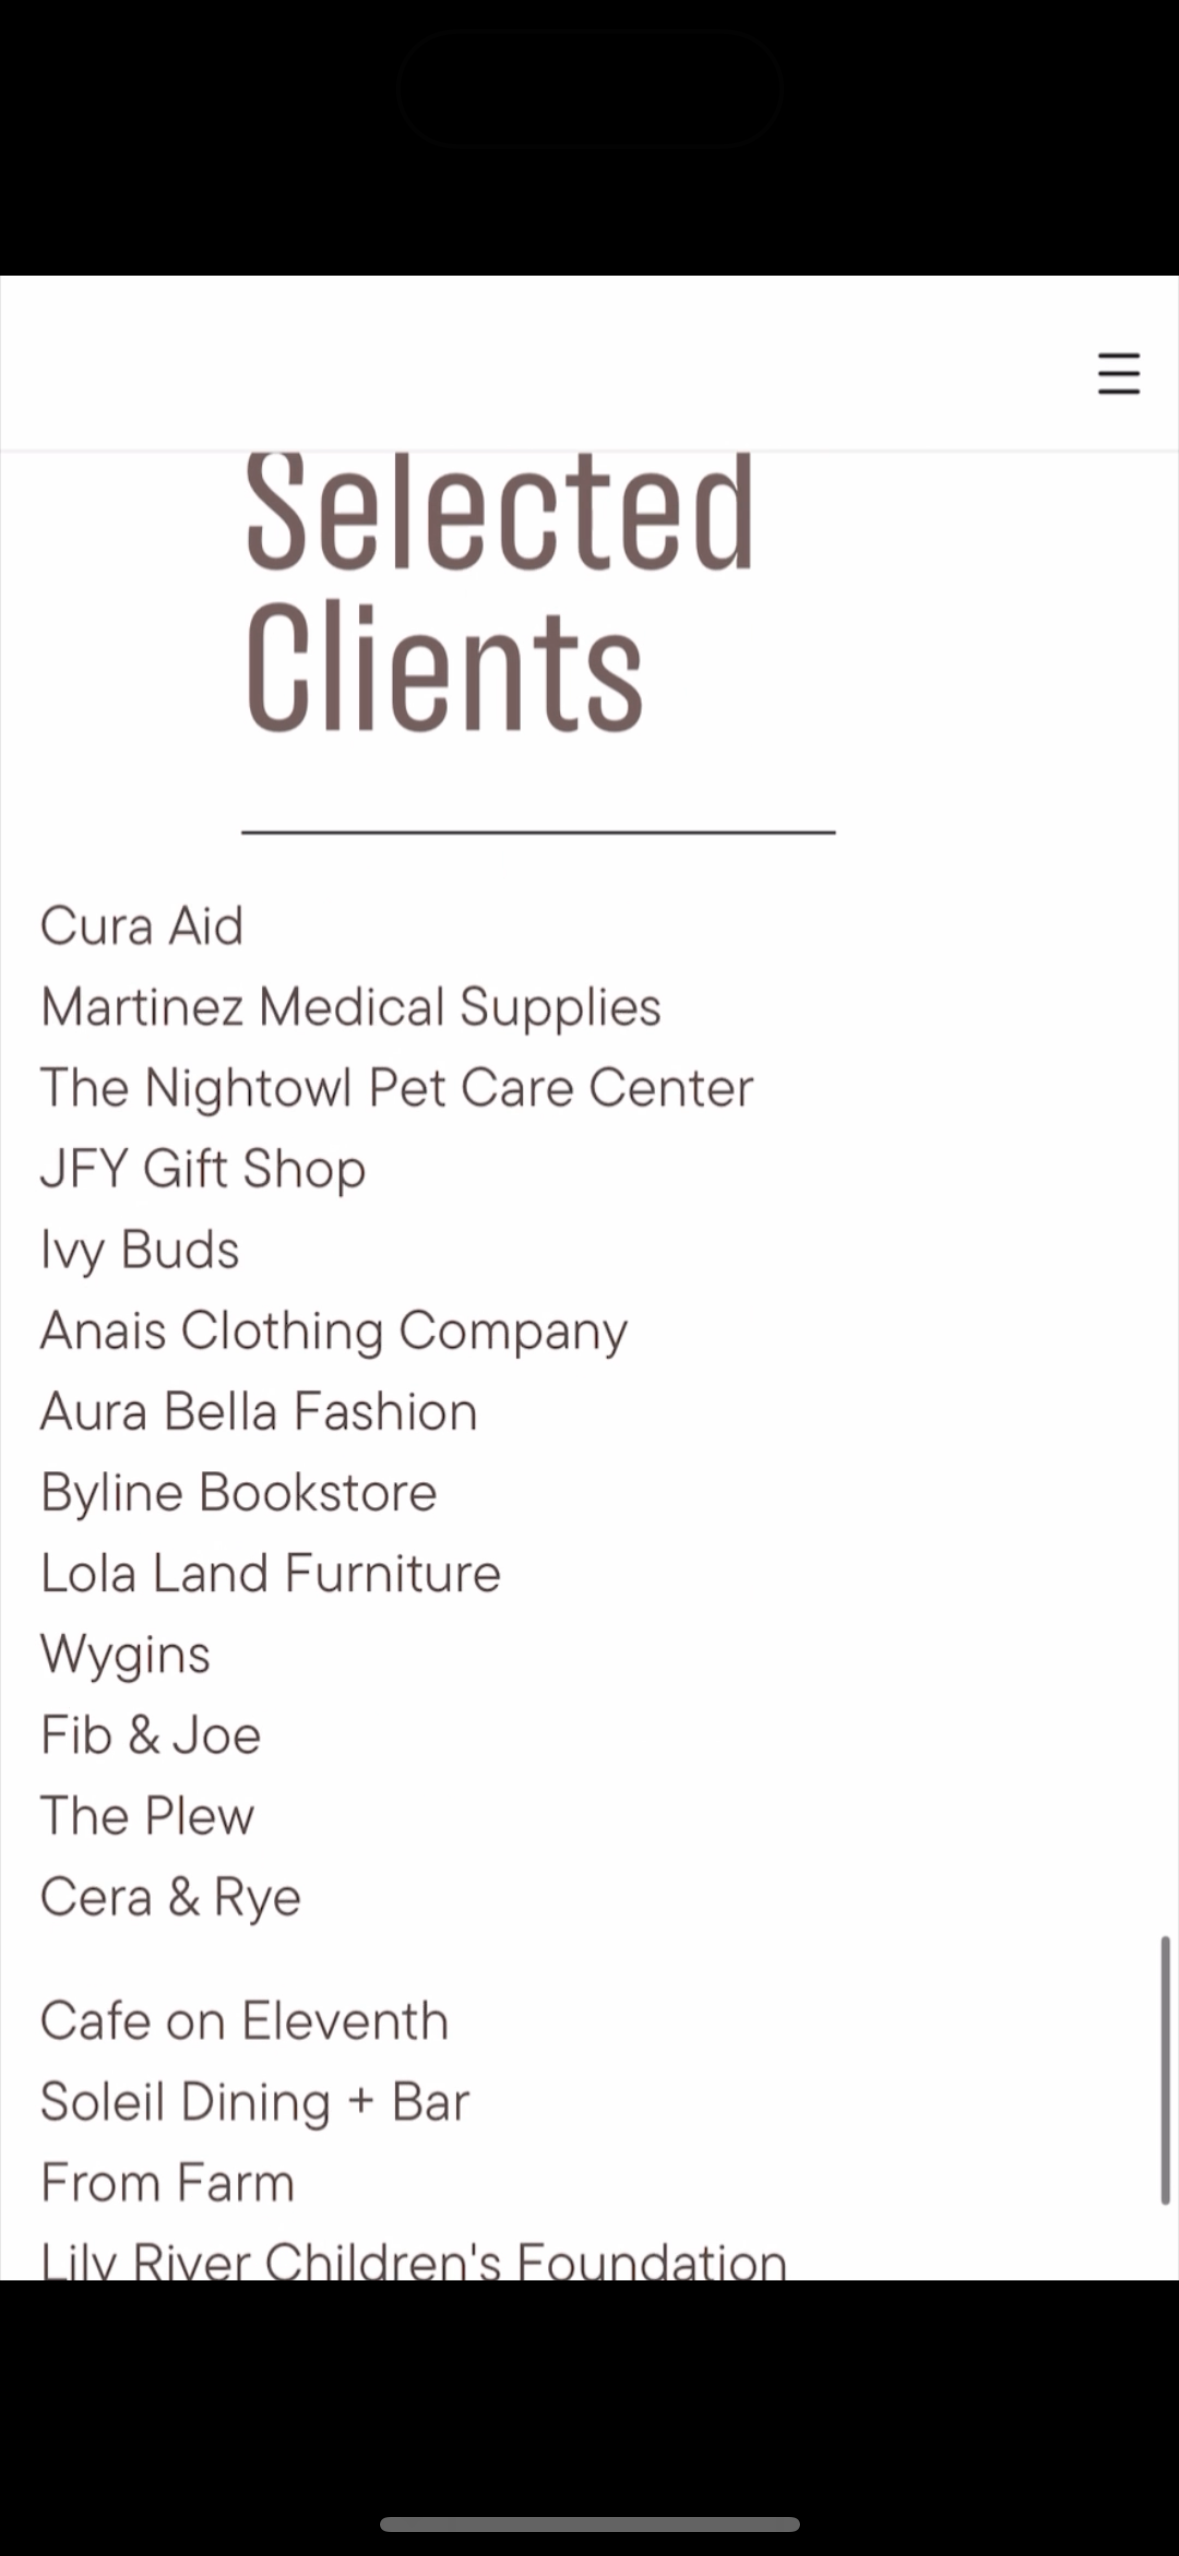 Selected
Clients
Cura Aid
Martinez Medical Supplies
The Nightowl Pet Care Center
JFY Gift Shop
Ivy Buds
Anais Clothing Company
Aura Bella Fashion
Byline Bookstore
Lola Land Furniture
Wygins
Fib & Joe
The Plew
Cera & Rye
Cafe on Eleventh
Soleil Dining + Bar
From Farm
Lily River Children's Foundation